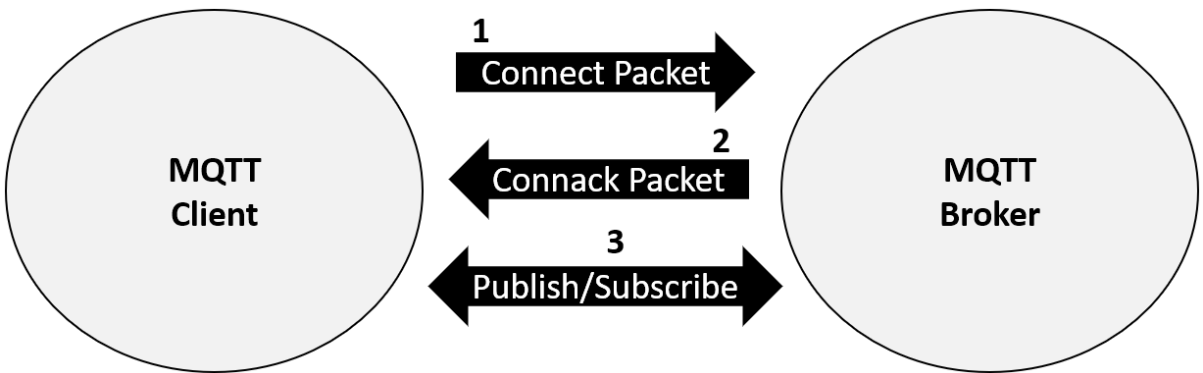 MQTT
Client
1
Connect Packet
2
Connack Packet
3
Publish/Subscribe
MQTT
Broker